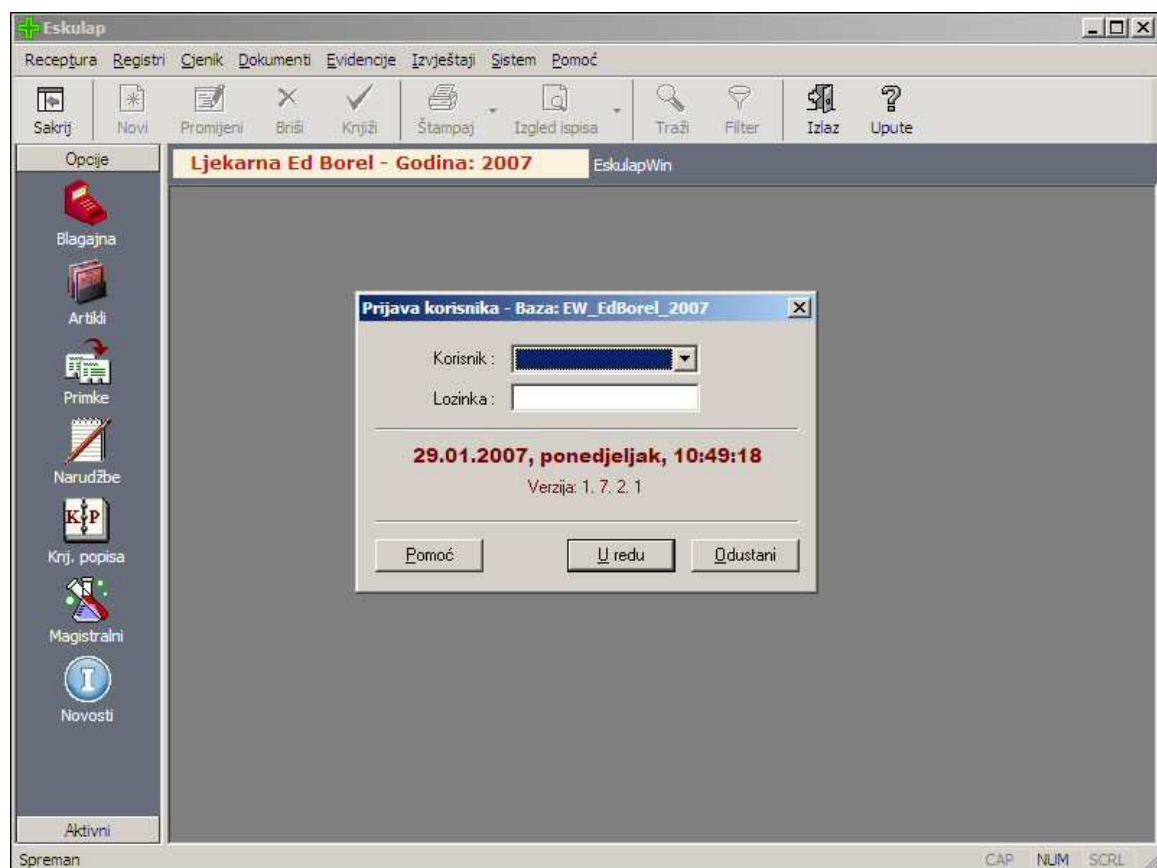 Eskulap
Receptura Registri Cjenik Dokumenti Evidencije Izvještaji Sistem Pomoć
Sakrij Novi Promijeni Briši Knjiži Štampaj Izgled ispisa Traži Filter Izlaz Upute
Opcije
Ljekarna Ed Borel - Godina: 2007 EskulapWin
Blagajna
Artikli
Primke
Narudžbe
K P
Knj. popisa
Magistralni
I
Novosti
Aktivni
Prijava korisnika - Baza: EW_EdBorel_2007
Korisnik :
Lozinka :
29.01.2007, ponedjeljak, 10:49:18
Verzija: 1. 7. 2. 1
Pomoć U redu Odustani
Spreman CAP NUM SCRL